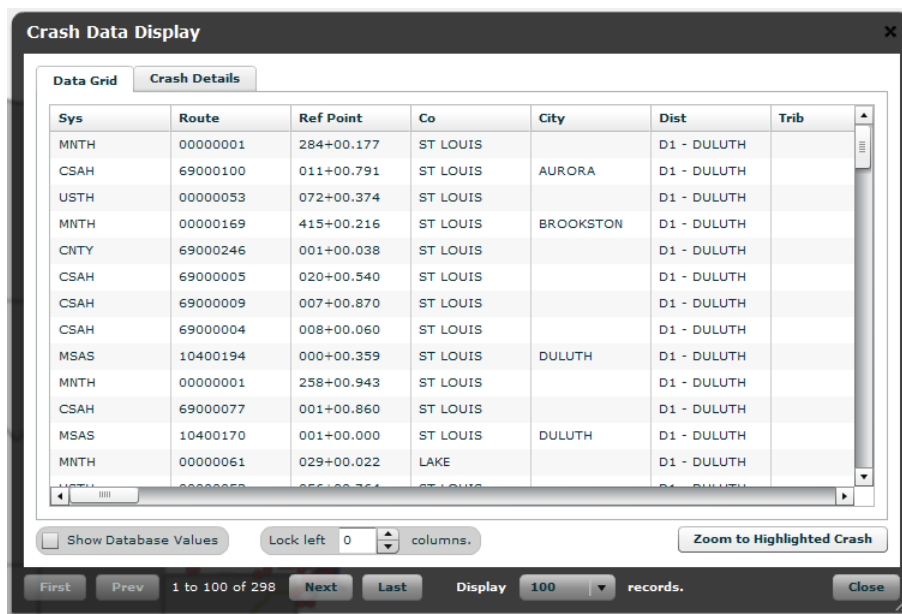 Crash Data Display
Data Grid Crash Details
Sys Route Ref Point Co City Dist Trib
MNTH 00000001 284+00.177 ST LOUIS D1 - DULUTH
CSAH 69000100 011+00.791 ST LOUIS AURORA D1 - DULUTH
USTH 00000053 072+00.374 ST LOUIS D1 - DULUTH
MNTH 00000169 415+00.216 ST LOUIS BROOKSTON D1 - DULUTH
CNTY 69000246 001+00.038 ST LOUIS D1 - DULUTH
CSAH 69000005 020+00.540 ST LOUIS D1 - DULUTH
CSAH 69000009 007+00.870 ST LOUIS D1 - DULUTH
CSAH 69000004 008+00.060 ST LOUIS D1 - DULUTH
MSAS 10400194 000+00.359 ST LOUIS DULUTH D1 - DULUTH
MNTH 00000001 258+00.943 ST LOUIS D1 - DULUTH
CSAH 69000077 001+00.860 ST LOUIS D1 - DULUTH
MSAS 10400170 001+00.000 ST LOUIS DULUTH D1 - DULUTH
MNTH 00000061 029+00.022 LAKE D1 - DULUTH
Show Database Values Lock left 0 columns. Zoom to Highlighted Crash
First Prev 1 to 100 of 298 Next Last Display 100 records. Close